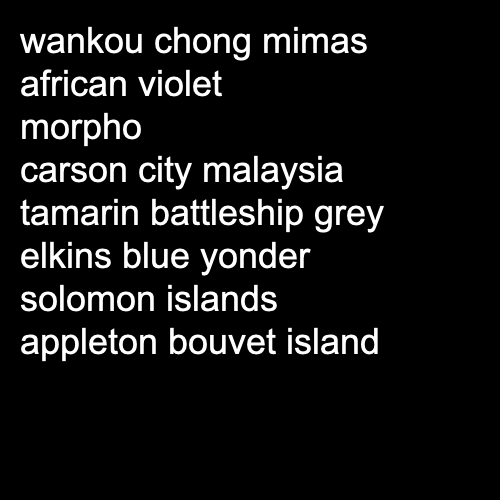 wankou chong mimas
african violet
morpho
carson city malaysia
tamarin battleship grey
elkins blue yonder
solomon islands
appleton bouvet island